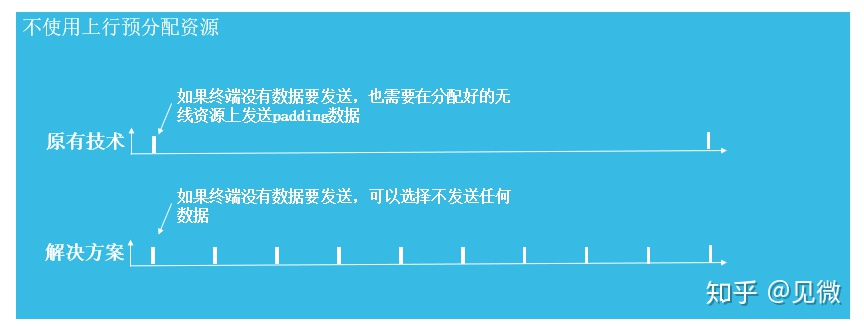 不使用上行预分配资源
如果终端没有数据要发送，也需要在分配好的无
线资源上发送padding数据
原有技术
如果终端没有数据要发送，可以选择不发送任何
数据
解决方案
知乎 @见微